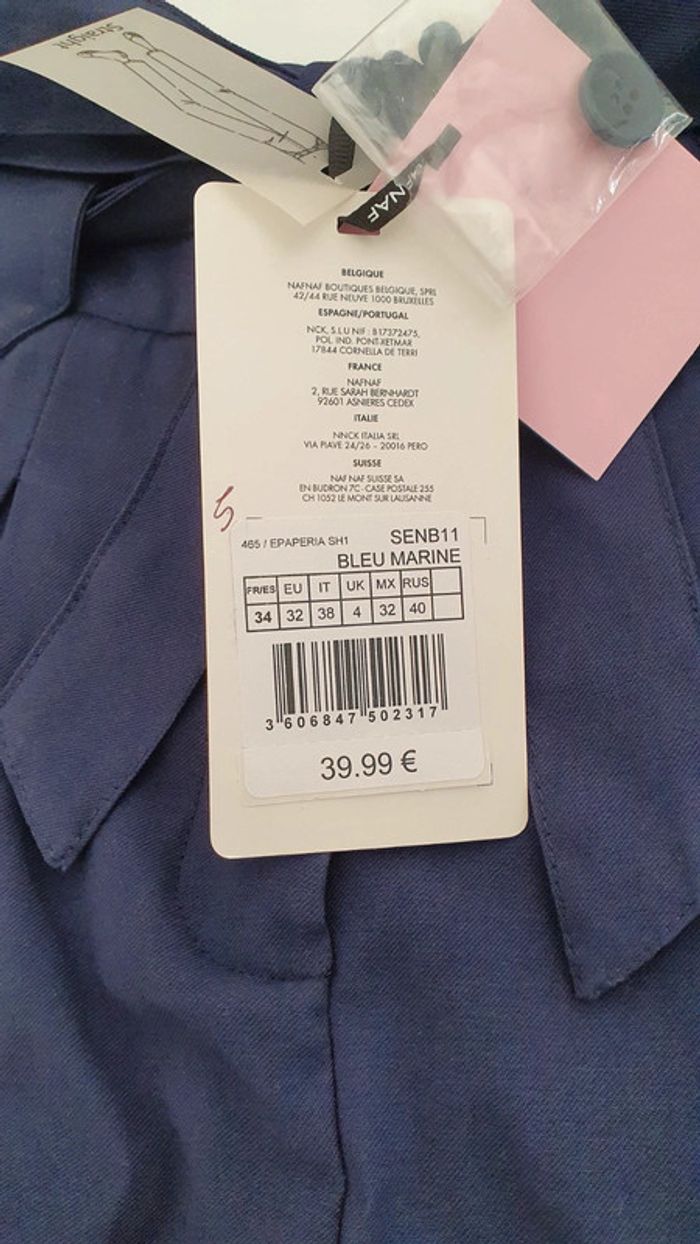 Straight
NAFNAF
BELGIQUE
NAFNAF BOUTIQUES BELGIQUE, SPRL
42/44 RUE NEUVE 1000 BRUXELLES
ESPAGNE/PORTUGAL
NCK, S.L.U NIF : B17372475,
POL. IND. PONT-XETMAR
17844 CORNELLA DE TERRI
FRANCE
NAFNAF
2, RUE SARAH BERNHARDT
92601 ASNIERES CEDEX
ITALIE
NNCK ITALIA SRL
VIA PIAVE 24/26 – 20016 PERO
SUISSE
NAF NAF SUISSE SA
EN BUDRON 7C - CASE POSTALE 255
CH 1052 LE MONT SUR LAUSANNE
5
465 / EPAPERIA SH1 SENB11
BLEU MARINE
FR/ES EU IT UK MX RUS
34 32 38 4 32 40
3 606847 502317
39.99 €